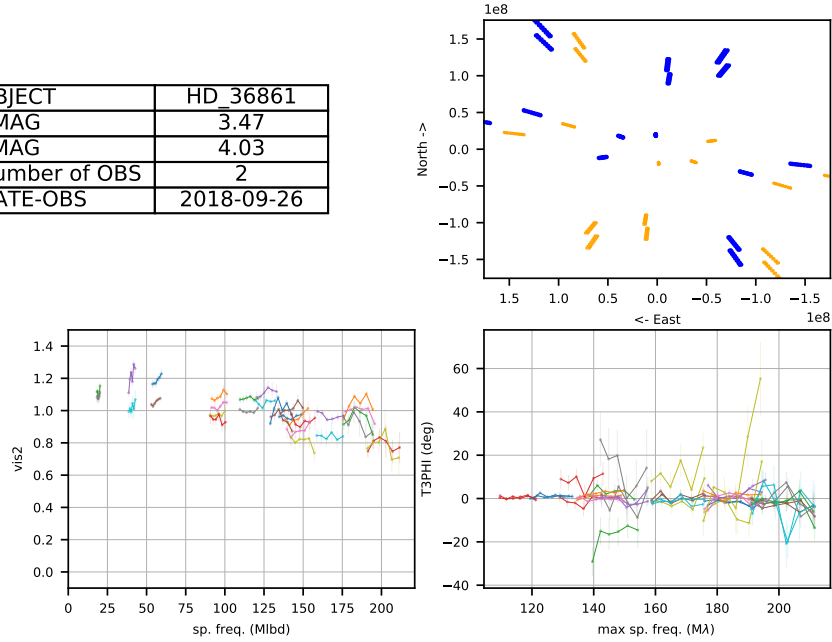 BJECT HD_36861
MAG 3.47
MAG 4.03
umber of OBS 2
ATE-OBS 2018-09-26
1e8
1.5
1.0
0.5
0.0
−0.5
−1.0
−1.5
North ->
1.5 1.0 0.5 0.0 −0.5 −1.0 −1.5
<- East
1e8
1.4
1.2
1.0
0.8
0.6
0.4
0.2
0.0
vis2
0 25 50 75 100 125 150 175 200
sp. freq. (Mlbd)
60
40
20
0
−20
−40
T3PHI (deg)
120 140 160 180 200
max sp. freq. (Mλ)